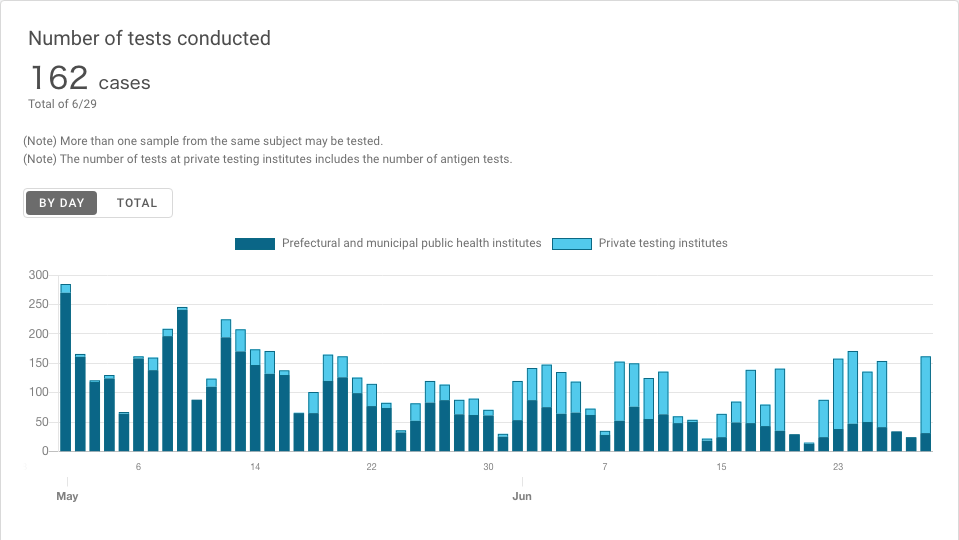 Number of tests conducted
162 cases
Total of 6/29
(Note) More than one sample from the same subject may be tested.
(Note) The number of tests at private testing institutes includes the number of antigen tests.
BY DAY TOTAL
Prefectural and municipal public health institutes Private testing institutes
300
250
200
150
100
50
0
6 14 22 30 7 15 23
May Jun